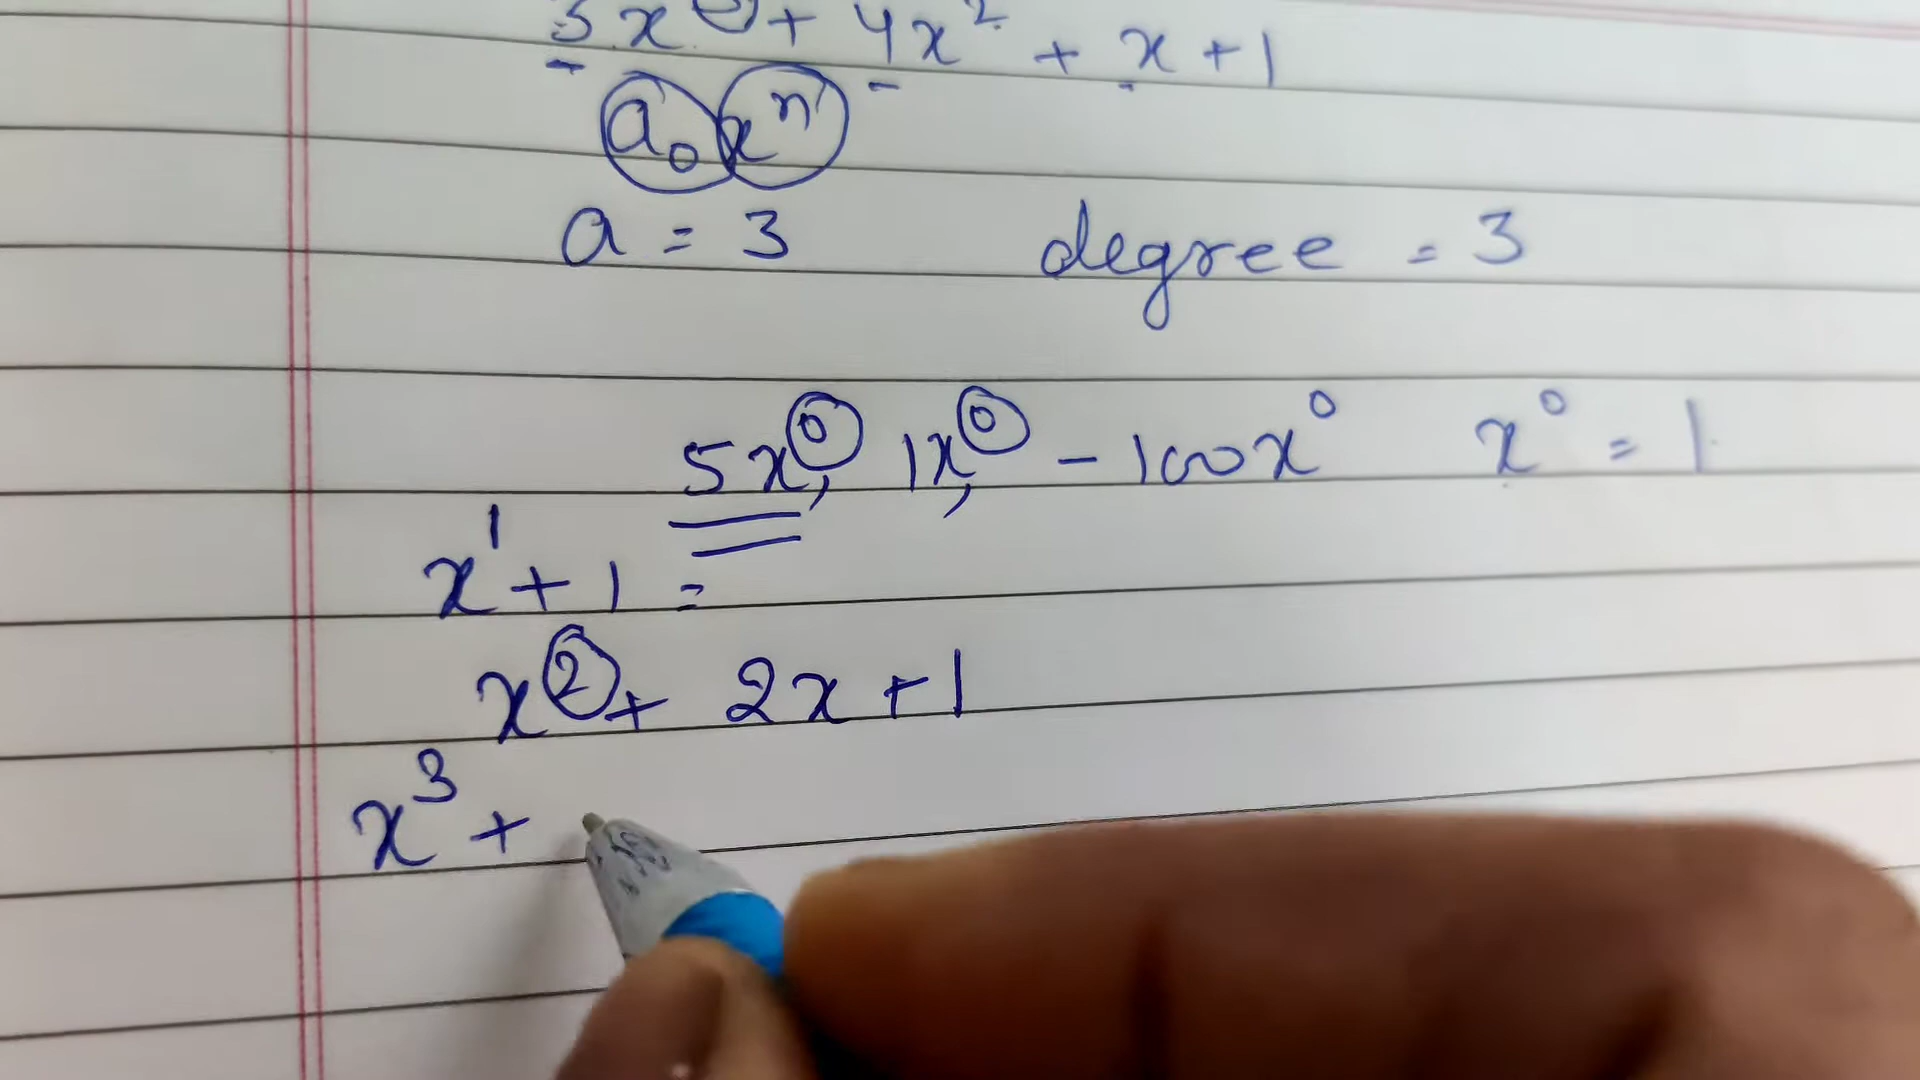 3x + 4x² + x + 1
a₀xⁿ
a = 3 degree = 3
5x⁰, 1x⁰, - 100x⁰ x⁰ = 1
x¹ + 1 =
x² + 2x + 1
x³ +